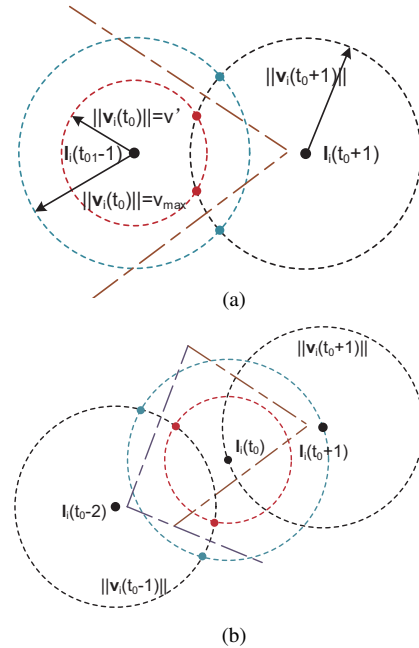 ||vᵢ(t₀+1)||
||vᵢ(t₀)||=v'
lᵢ(t₀₁-1)
lᵢ(t₀+1)
||vᵢ(t₀)||=vₘₐₓ
(a)
||vᵢ(t₀+1)||
lᵢ(t₀)
lᵢ(t₀+1)
lᵢ(t₀-2)
||vᵢ(t₀-1)||
(b)